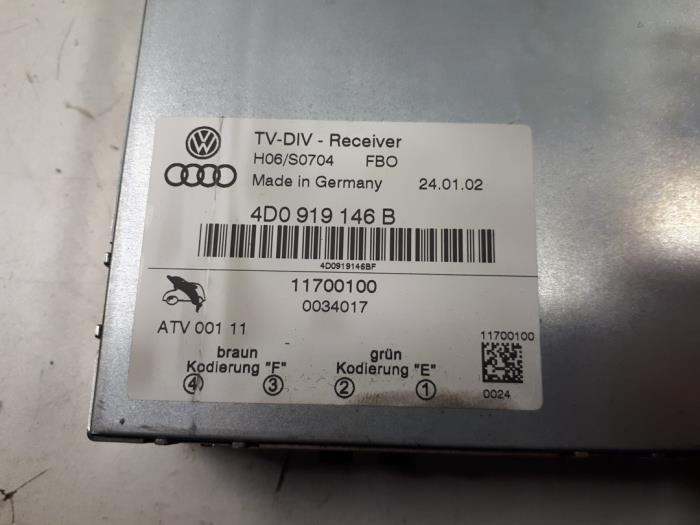 TV-DIV - Receiver
H06/S0704 FBO
Made in Germany 24.01.02
4D0 919 146 B
4D0919146BF
11700100
0034017
ATV 001 11
11700100
braun grün
Kodierung "F" Kodierung "E"
4 3 2 1
0024